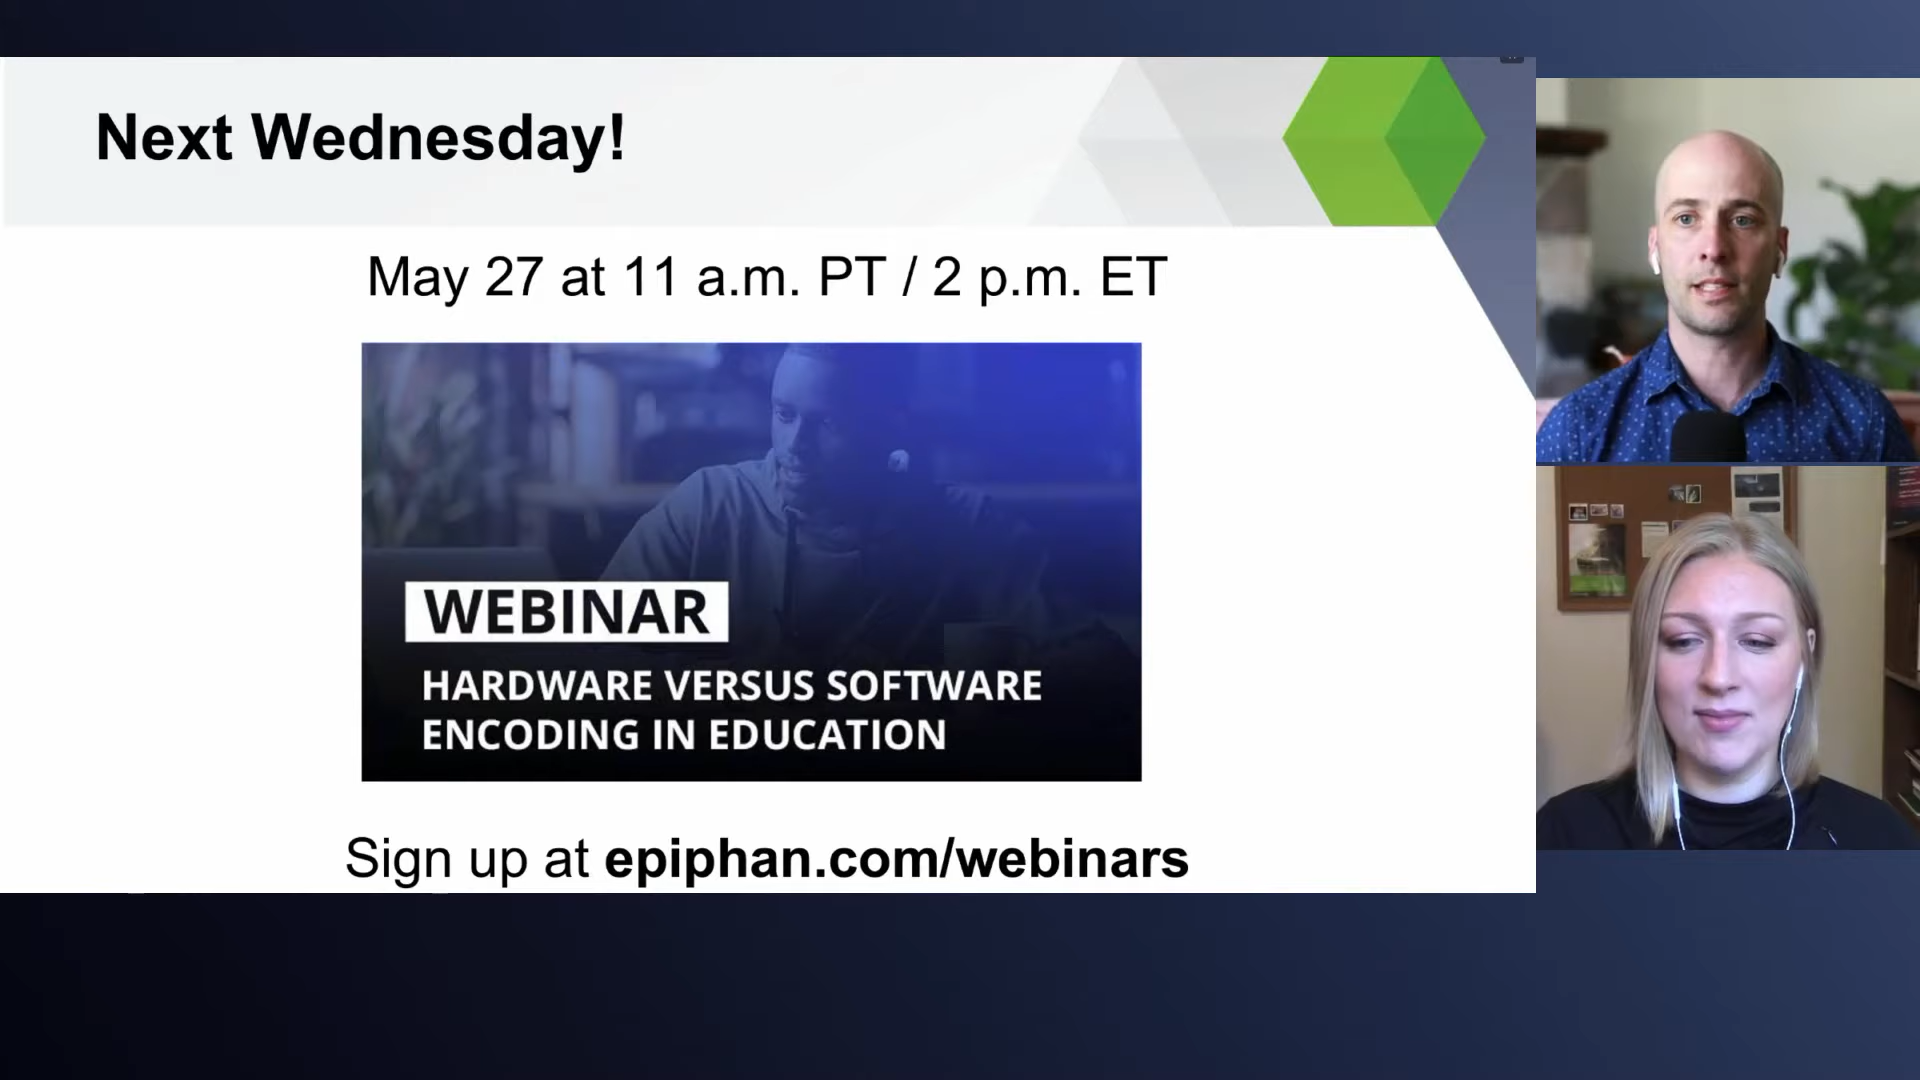 Next Wednesday!
May 27 at 11 a.m. PT / 2 p.m. ET
WEBINAR
HARDWARE VERSUS SOFTWARE
ENCODING IN EDUCATION
Sign up at epiphan.com/webinars